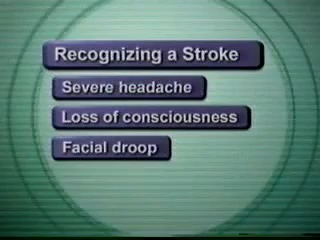 Recognizing a Stroke
Severe headache
Loss of consciousness
Facial droop